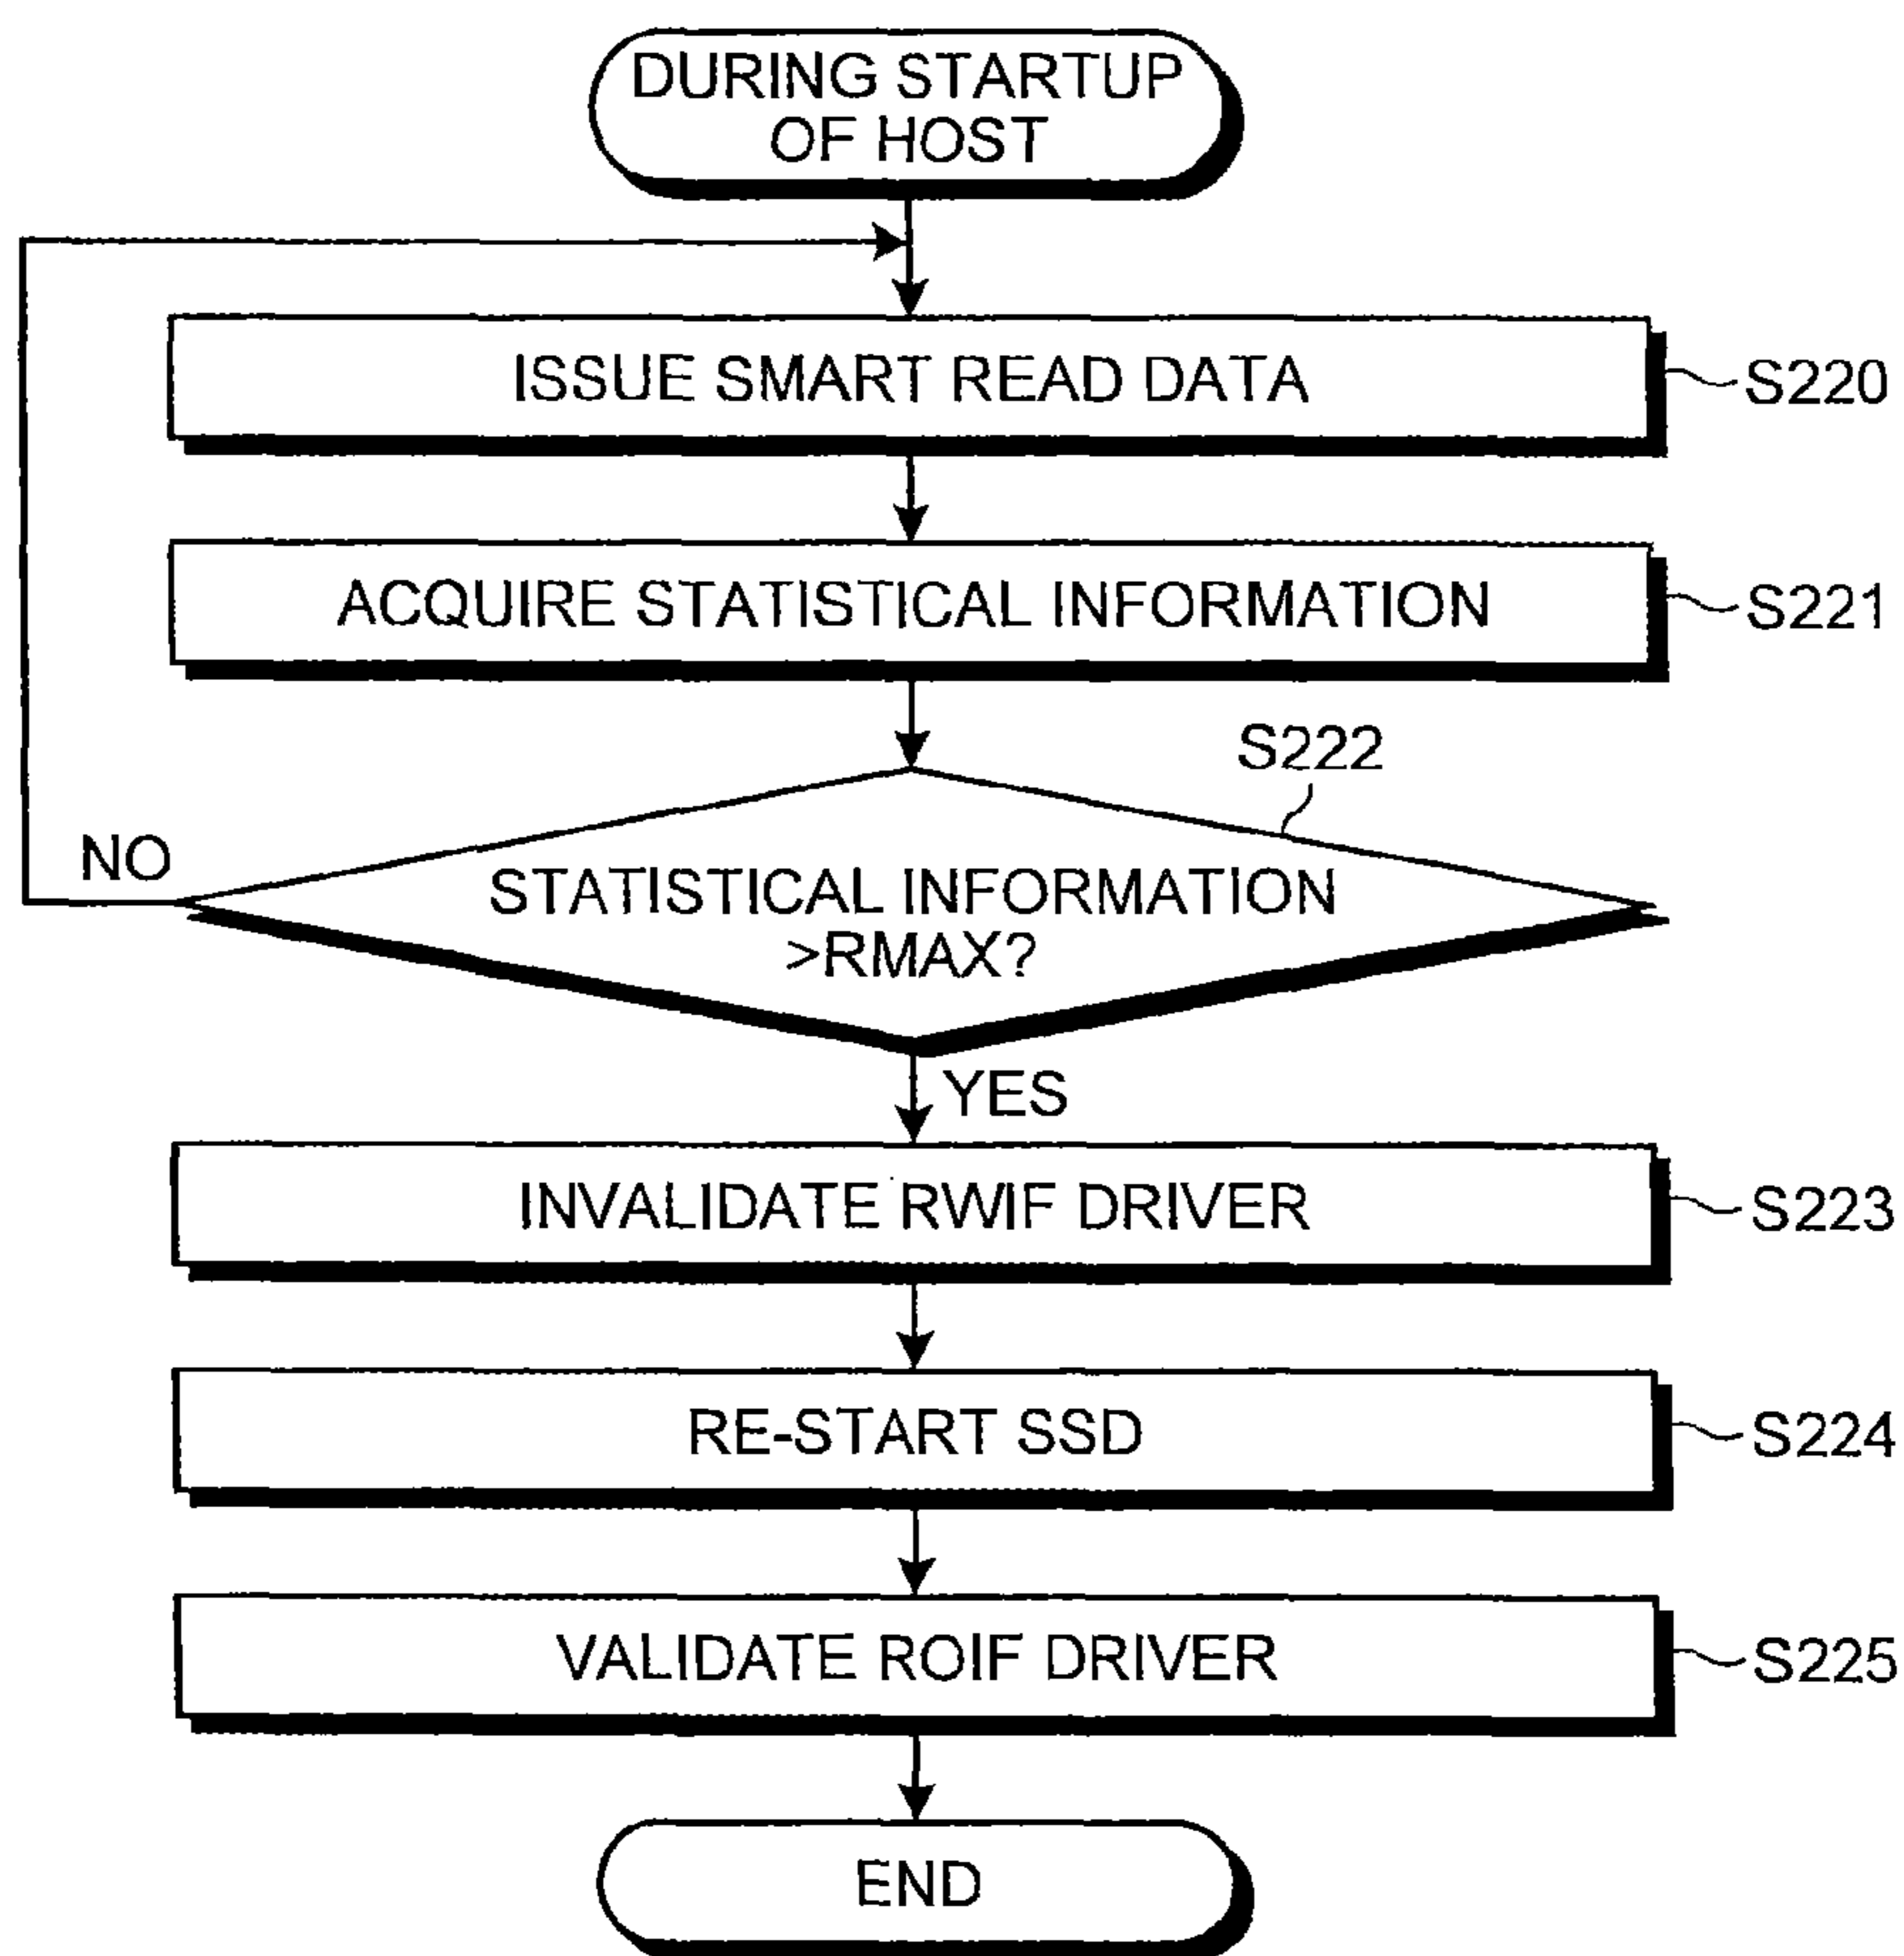 DURING STARTUP
OF HOST
ISSUE SMART READ DATA
S220
ACQUIRE STATISTICAL INFORMATION
S221
S222
NO
STATISTICAL INFORMATION
>RMAX?
YES
INVALIDATE RWIF DRIVER
S223
RE-START SSD
S224
VALIDATE ROIF DRIVER
S225
END